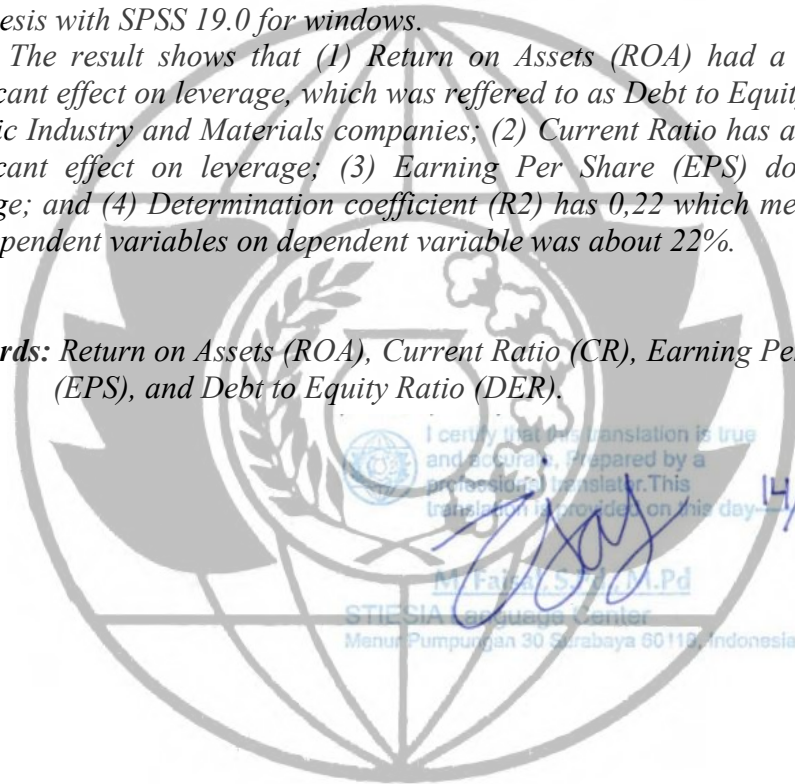 esis with SPSS 19.0 for windows.
The result shows that (1) Return on Assets (ROA) had a
cant effect on leverage, which was reffered to as Debt to Equity
ic Industry and Materials companies; (2) Current Ratio has a
cant effect on leverage; (3) Earning Per Share (EPS) do
ge; and (4) Determination coefficient (R2) has 0,22 which me
pendent variables on dependent variable was about 22%.
rds: Return on Assets (ROA), Current Ratio (CR), Earning Pe
(EPS), and Debt to Equity Ratio (DER).
I certify that this translation is true
and accurate, Prepared by a
professional translator.This
translation is provided on this day 14/
M. Faisal, S.Pd, M.Pd
STIESIA Language Center
Menur Pumpungan 30 Surabaya 60118, Indonesia